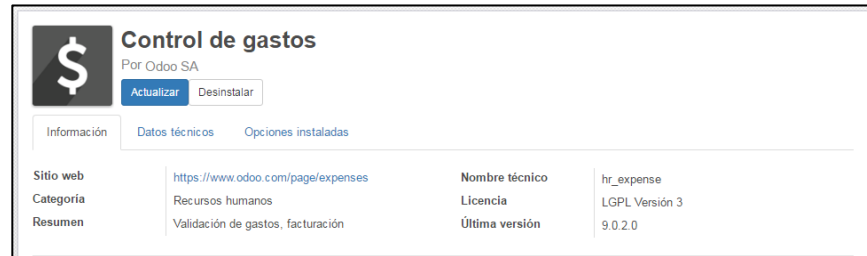 $
Control de gastos
Por Odoo SA
Actualizar Desinstalar
Información Datos técnicos Opciones instaladas
Sitio web https://www.odoo.com/page/expenses Nombre técnico hr_expense
Categoría Recursos humanos Licencia LGPL Versión 3
Resumen Validación de gastos, facturación Última versión 9.0.2.0